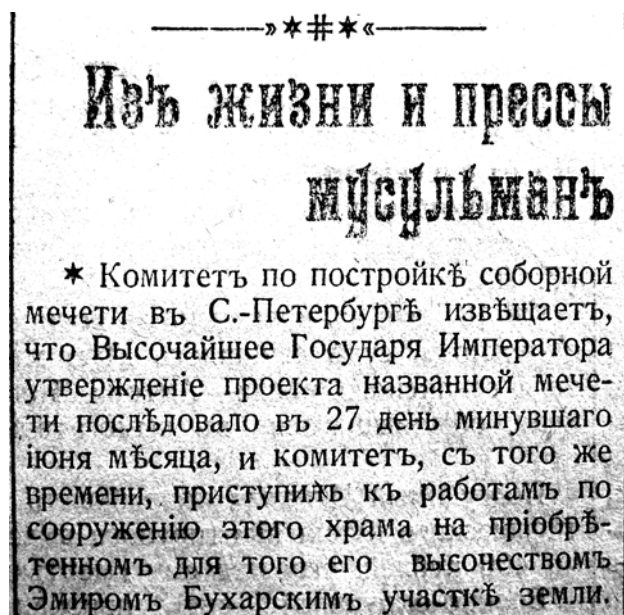 Изъ жизни и прессы
мусульманъ
✶ Комитетъ по постройкѣ соборной
мечети въ С.-Петербургѣ извѣщаетъ,
что Высочайшее Государя Императора
утвержденіе проекта названной мече-
ти послѣдовало въ 27 день минувшаго
іюня мѣсяца, и комитетъ, съ того же
времени, приступилъ къ работамъ по
сооруженію этого храма на пріобрѣ-
тенномъ для того его высочествомъ
Эмиромъ Бухарскимъ участкѣ земли.